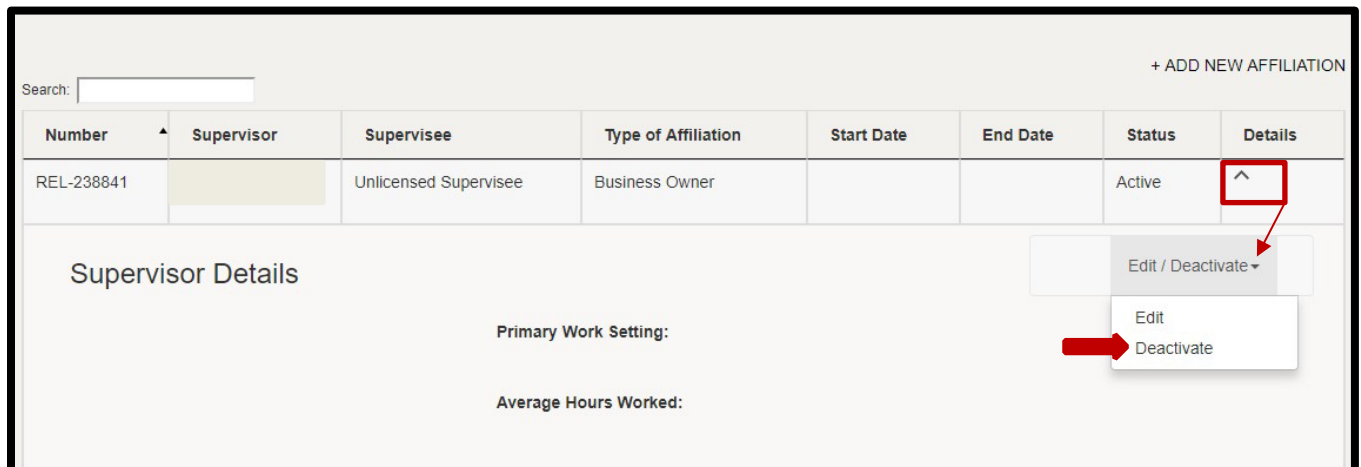 + ADD NEW AFFILIATION
Search:
Number Supervisor Supervisee Type of Affiliation Start Date End Date Status Details
REL-238841 Unlicensed Supervisee Business Owner Active
Supervisor Details
Edit / Deactivate
Edit
Deactivate
Primary Work Setting:
Average Hours Worked: